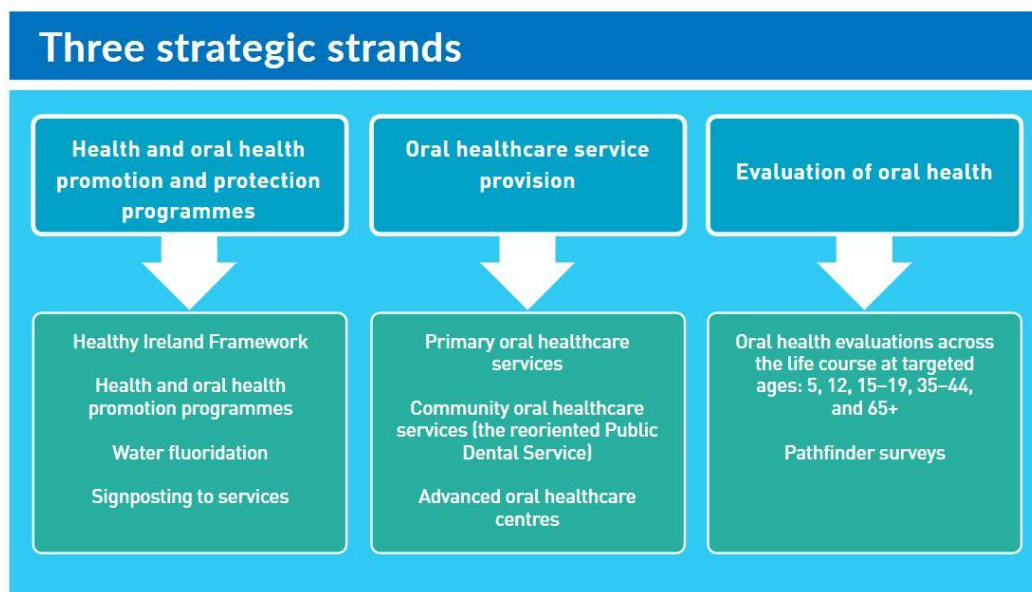 Three strategic strands
Health and oral health
promotion and protection
programmes
Healthy Ireland Framework
Health and oral health
promotion programmes
Water fluoridation
Signposting to services
Oral healthcare service
provision
Primary oral healthcare
services
Community oral healthcare
services (the reoriented Public
Dental Service)
Advanced oral healthcare
centres
Evaluation of oral health
Oral health evaluations across
the life course at targeted
ages: 5, 12, 15–19, 35–44,
and 65+
Pathfinder surveys